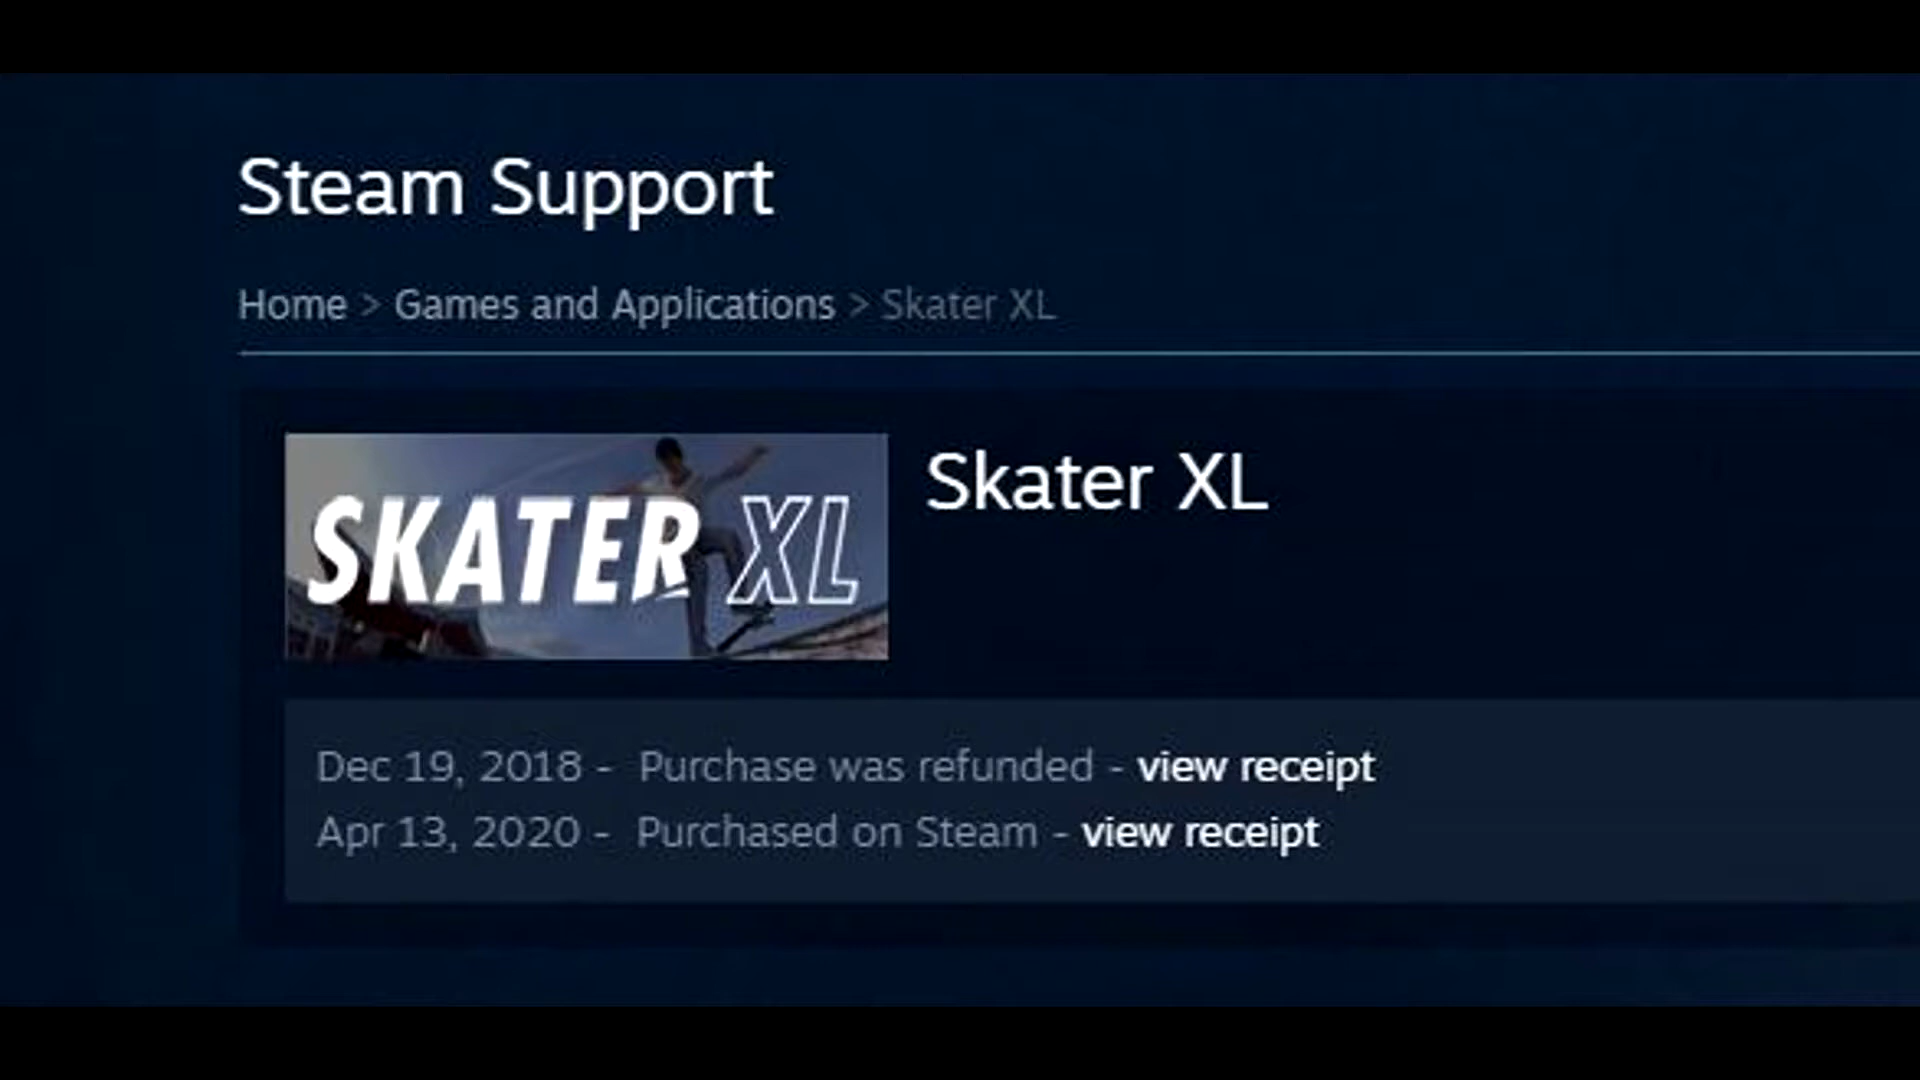 Steam Support
Home > Games and Applications > Skater XL
SKATER XL
Skater XL
Dec 19, 2018 - Purchase was refunded - view receipt
Apr 13, 2020 - Purchased on Steam - view receipt